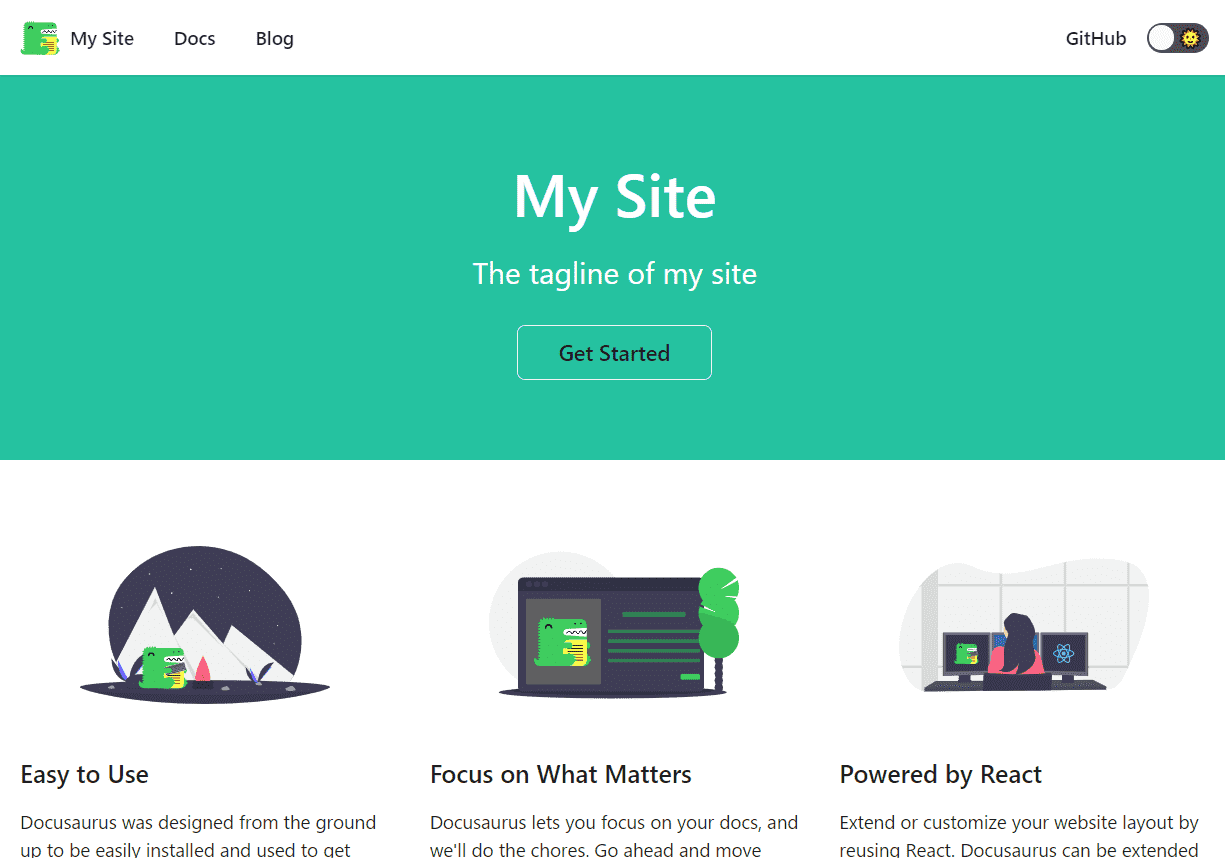 My Site Docs Blog GitHub
My Site
The tagline of my site
Get Started
Easy to Use
Docusaurus was designed from the ground
up to be easily installed and used to get
Focus on What Matters
Docusaurus lets you focus on your docs, and
we'll do the chores. Go ahead and move
Powered by React
Extend or customize your website layout by
reusing React. Docusaurus can be extended